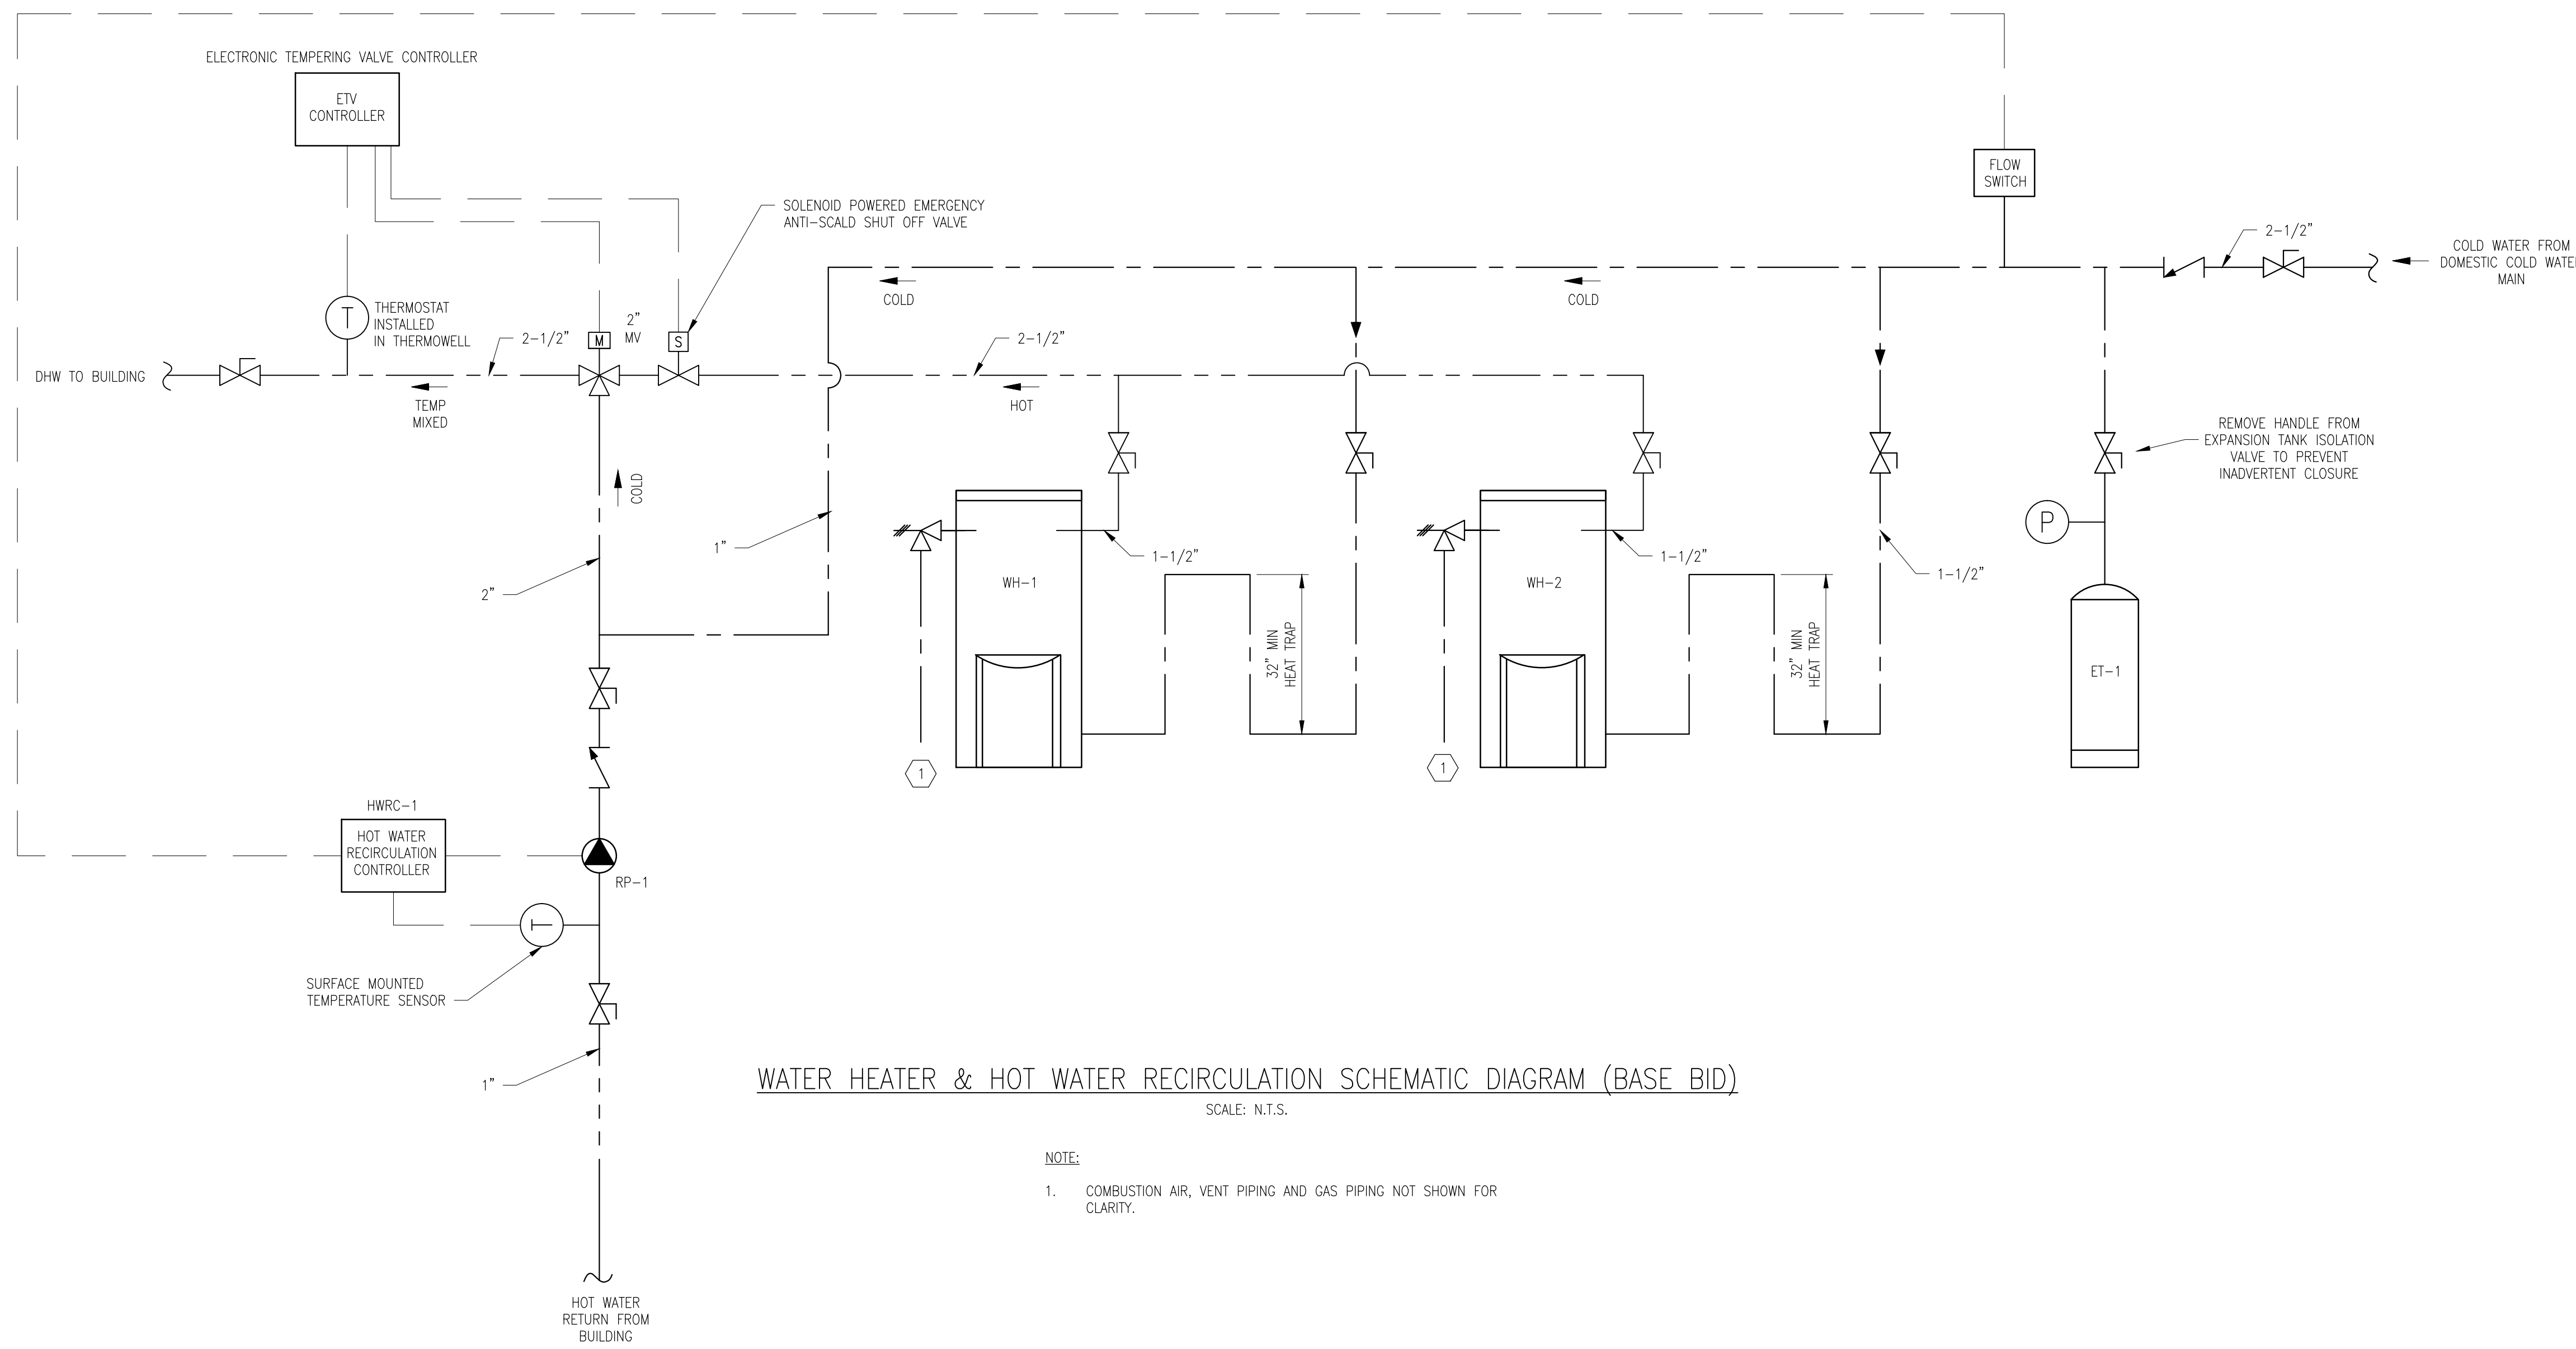 ELECTRONIC TEMPERING VALVE CONTROLLER
ETV
CONTROLLER
SOLENOID POWERED EMERGENCY
ANTI-SCALD SHUT OFF VALVE
FLOW
SWITCH
2-1/2"
COLD WATER FROM
DOMESTIC COLD WATER
MAIN
COLD
COLD
T
THERMOSTAT
INSTALLED
IN THERMOWELL
2-1/2"
M
2"
MV
S
2-1/2"
DHW TO BUILDING
TEMP
MIXED
HOT
COLD
REMOVE HANDLE FROM
EXPANSION TANK ISOLATION
VALVE TO PREVENT
INADVERTENT CLOSURE
P
1"
2"
1-1/2"
1-1/2"
1-1/2"
WH-1
WH-2
32" MIN
HEAT TRAP
32" MIN
HEAT TRAP
ET-1
1
1
HWRC-1
HOT WATER
RECIRCULATION
CONTROLLER
RP-1
T
SURFACE MOUNTED
TEMPERATURE SENSOR
1"
WATER HEATER & HOT WATER RECIRCULATION SCHEMATIC DIAGRAM (BASE BID)
SCALE: N.T.S.
NOTE:
1. COMBUSTION AIR, VENT PIPING AND GAS PIPING NOT SHOWN FOR
CLARITY.
HOT WATER
RETURN FROM
BUILDING